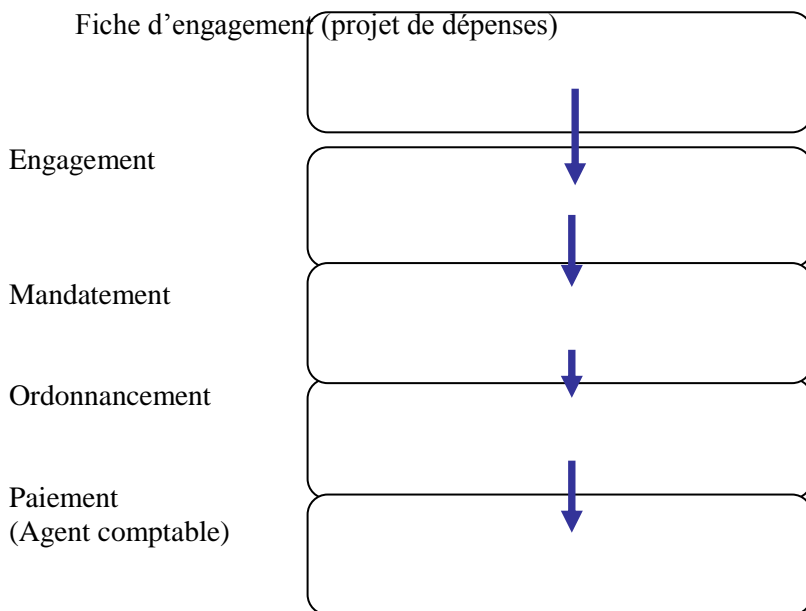 Fiche d’engagement (projet de dépenses)
Engagement
Mandatement
Ordonnancement
Paiement
(Agent comptable)